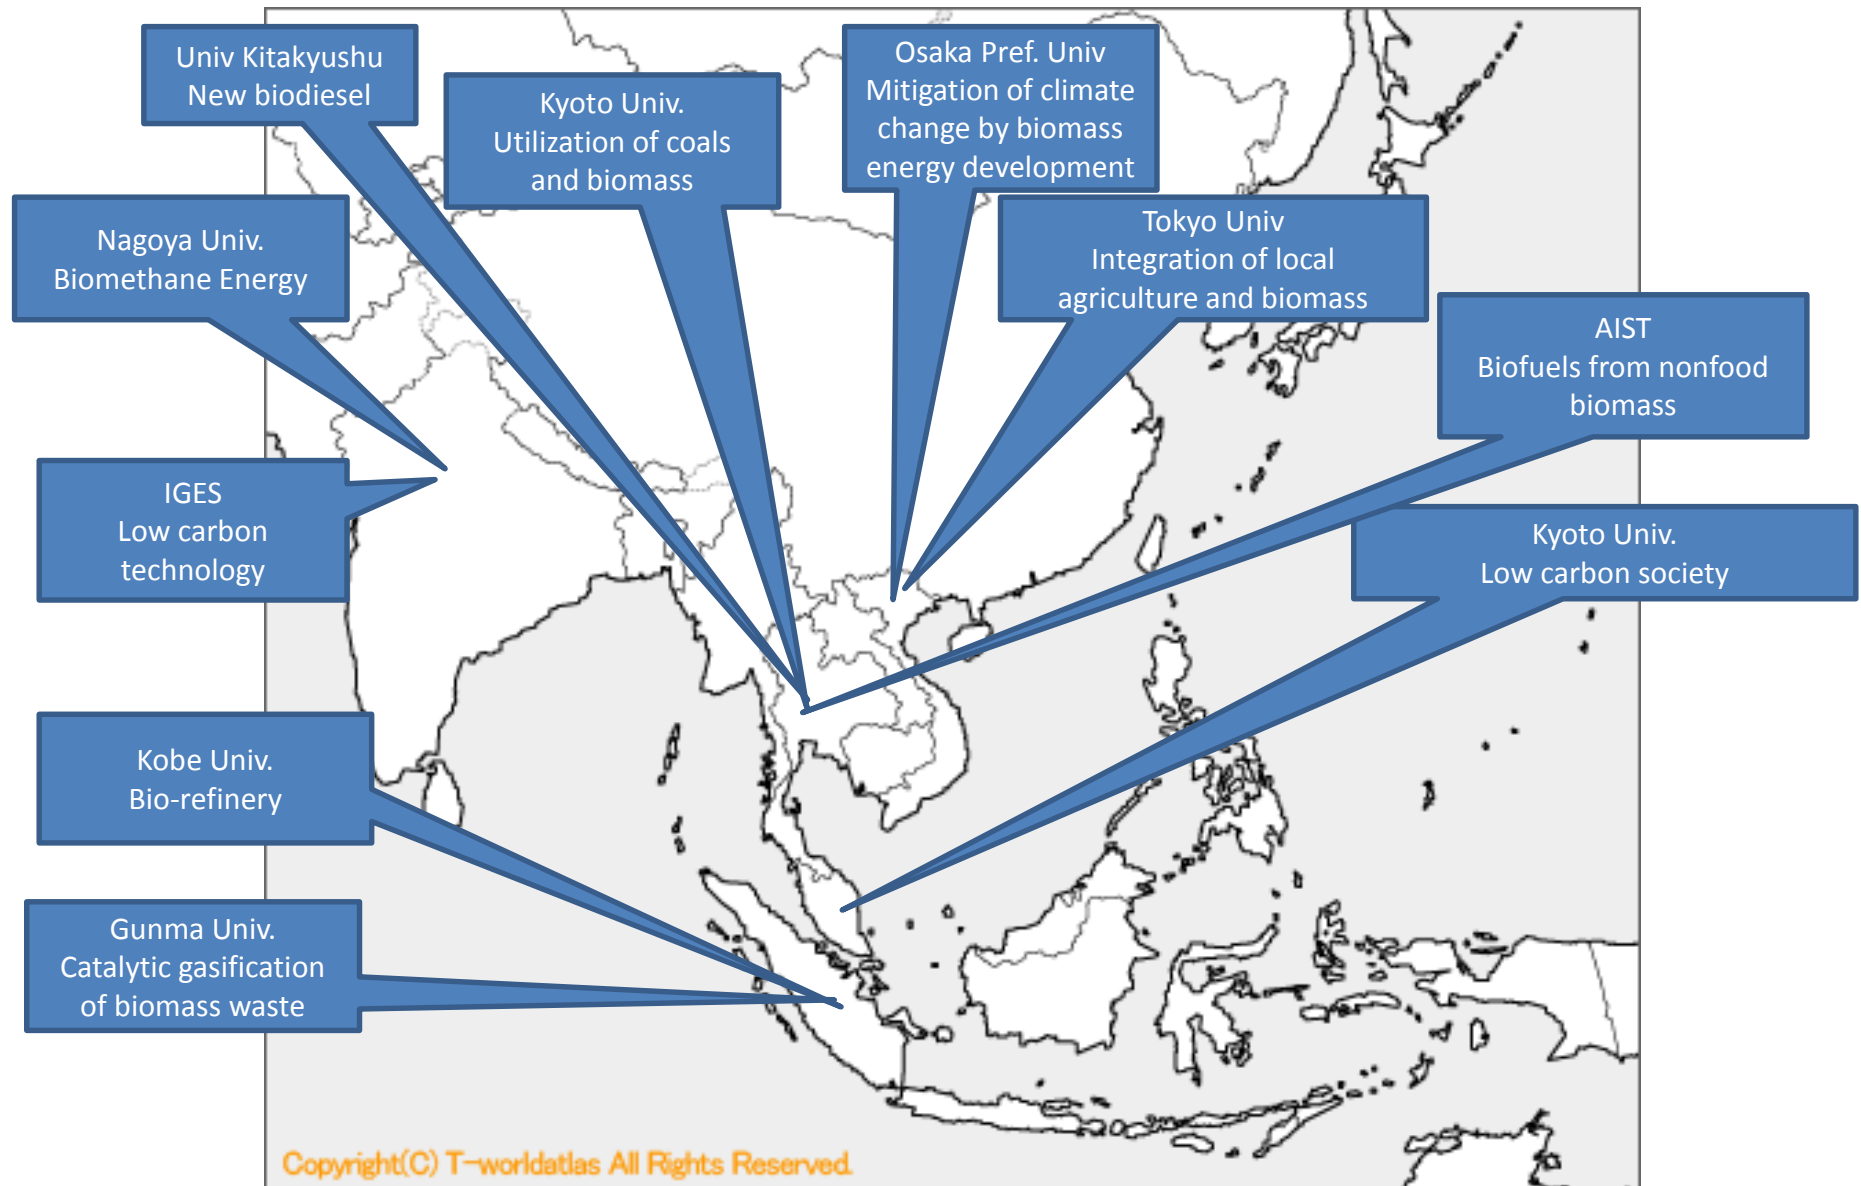 Univ Kitakyushu
New biodiesel
Kyoto Univ.
Utilization of coals
and biomass
Osaka Pref. Univ
Mitigation of climate
change by biomass
energy development
Nagoya Univ.
Biomethane Energy
Tokyo Univ
Integration of local
agriculture and biomass
AIST
Biofuels from nonfood
biomass
IGES
Low carbon
technology
Kyoto Univ.
Low carbon society
Kobe Univ.
Bio-refinery
Gunma Univ.
Catalytic gasification
of biomass waste
Copyright(C) T-worldatlas All Rights Reserved.